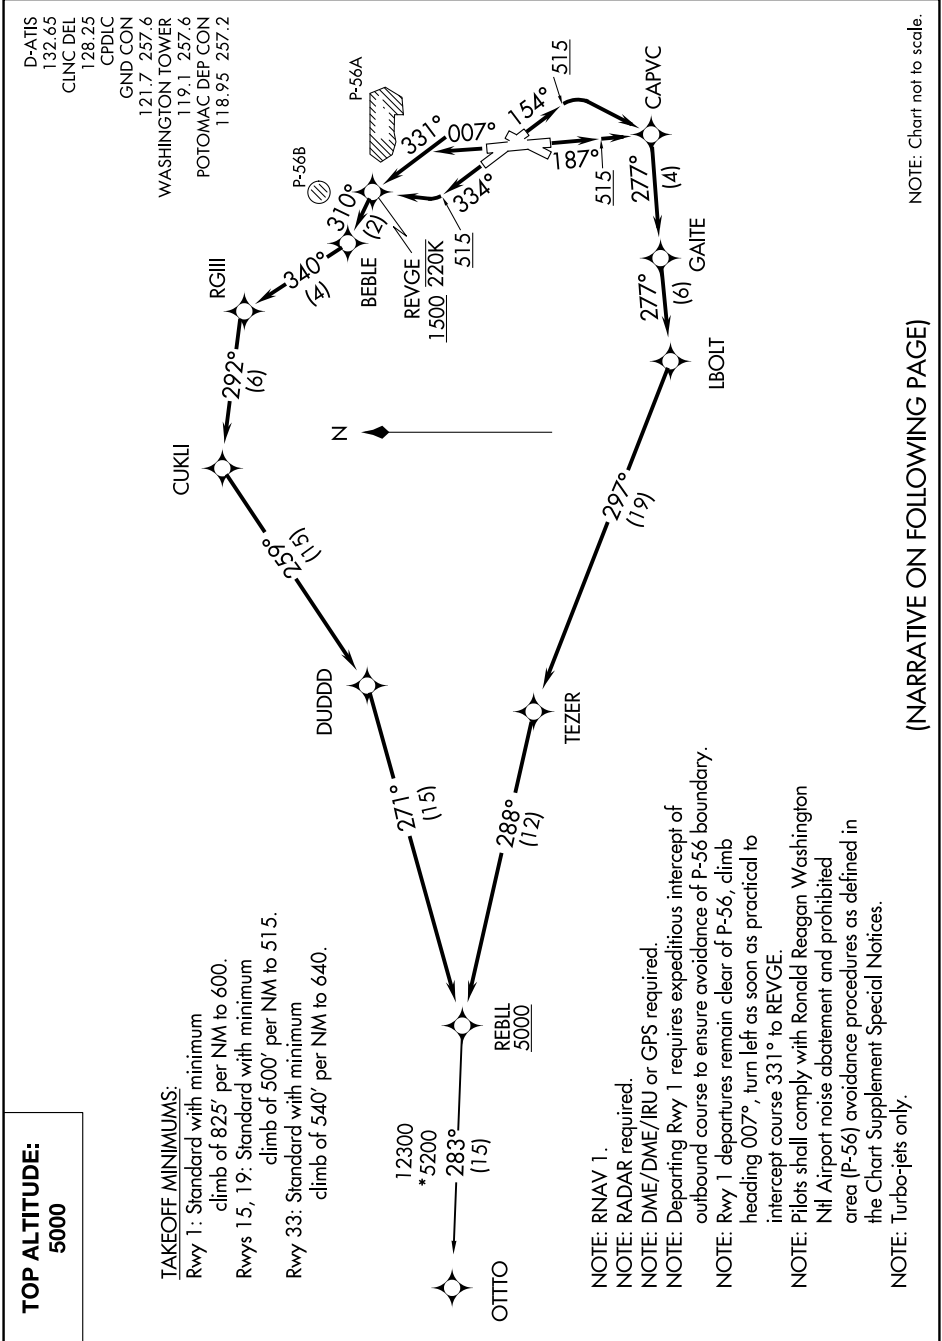 TOP ALTITUDE:
5000
D-ATIS
132.65
CLNC DEL
128.25
CPDLC
GND CON
121.7 257.6
WASHINGTON TOWER
119.1 257.6
POTOMAC DEP CON
118.95 257.2
TAKEOFF MINIMUMS:
Rwy 1: Standard with minimum
climb of 825' per NM to 600.
Rwys 15, 19: Standard with minimum
climb of 500' per NM to 515.
Rwy 33: Standard with minimum
climb of 540' per NM to 640.
P-56B
P-56A
RGIII
340°
(4)
310°
(2)
331°
007°
154°
515
CUKLI
292°
(6)
BEBLE
REVGE
1500 220K
334°
515
187°
515
CAPVC
259°
(15)
N
277°
(4)
GAITE
277°
(6)
LBOLT
DUDDD
297°
(19)
271°
(15)
TEZER
288°
(12)
REBLL
5000
12300
*5200
283°
(15)
OTTTO
NOTE: RNAV 1.
NOTE: RADAR required.
NOTE: DME/DME/IRU or GPS required.
NOTE: Departing Rwy 1 requires expeditious intercept of
outbound course to ensure avoidance of P-56 boundary.
NOTE: Rwy 1 departures remain clear of P-56, climb
heading 007°, turn left as soon as practical to
intercept course 331° to REVGE.
NOTE: Pilots shall comply with Ronald Reagan Washington
Ntl Airport noise abatement and prohibited
area (P-56) avoidance procedures as defined in
the Chart Supplement Special Notices.
NOTE: Turbo-jets only.
(NARRATIVE ON FOLLOWING PAGE)
NOTE: Chart not to scale.